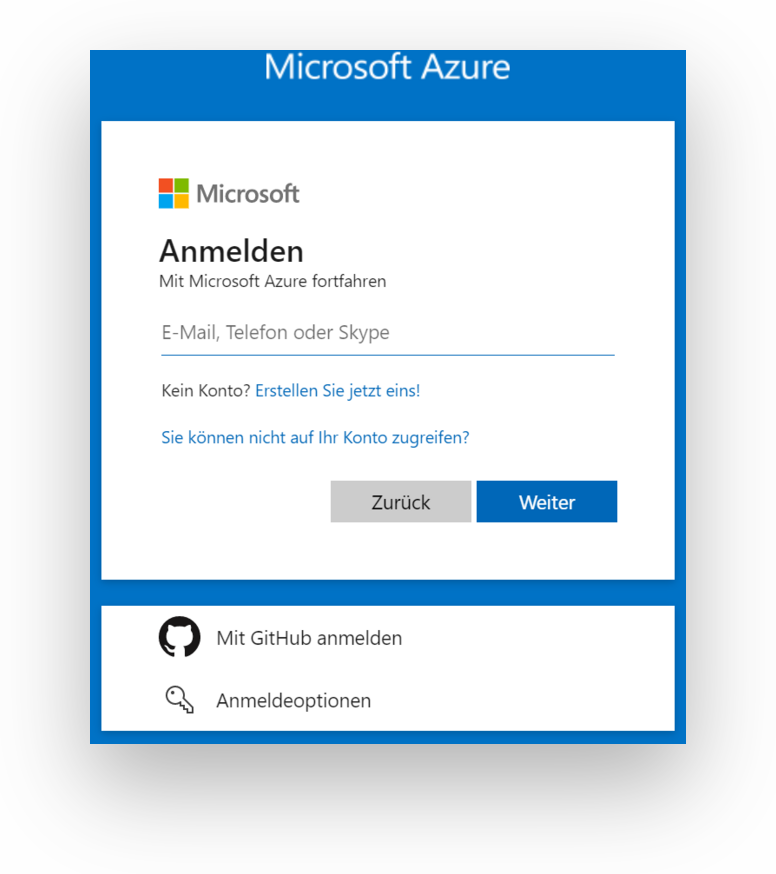 Microsoft Azure
Microsoft
Anmelden
Mit Microsoft Azure fortfahren
E-Mail, Telefon oder Skype
Kein Konto? Erstellen Sie jetzt eins!
Sie können nicht auf Ihr Konto zugreifen?
Zurück Weiter
Mit GitHub anmelden
Anmeldeoptionen